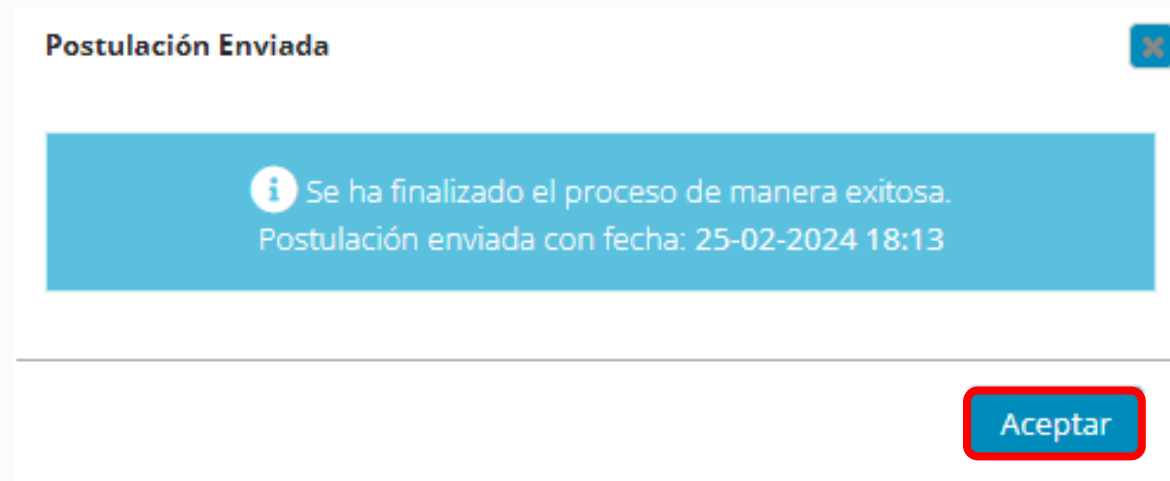 Postulación Enviada
Se ha finalizado el proceso de manera exitosa.
Postulación enviada con fecha: 25-02-2024 18:13
Aceptar